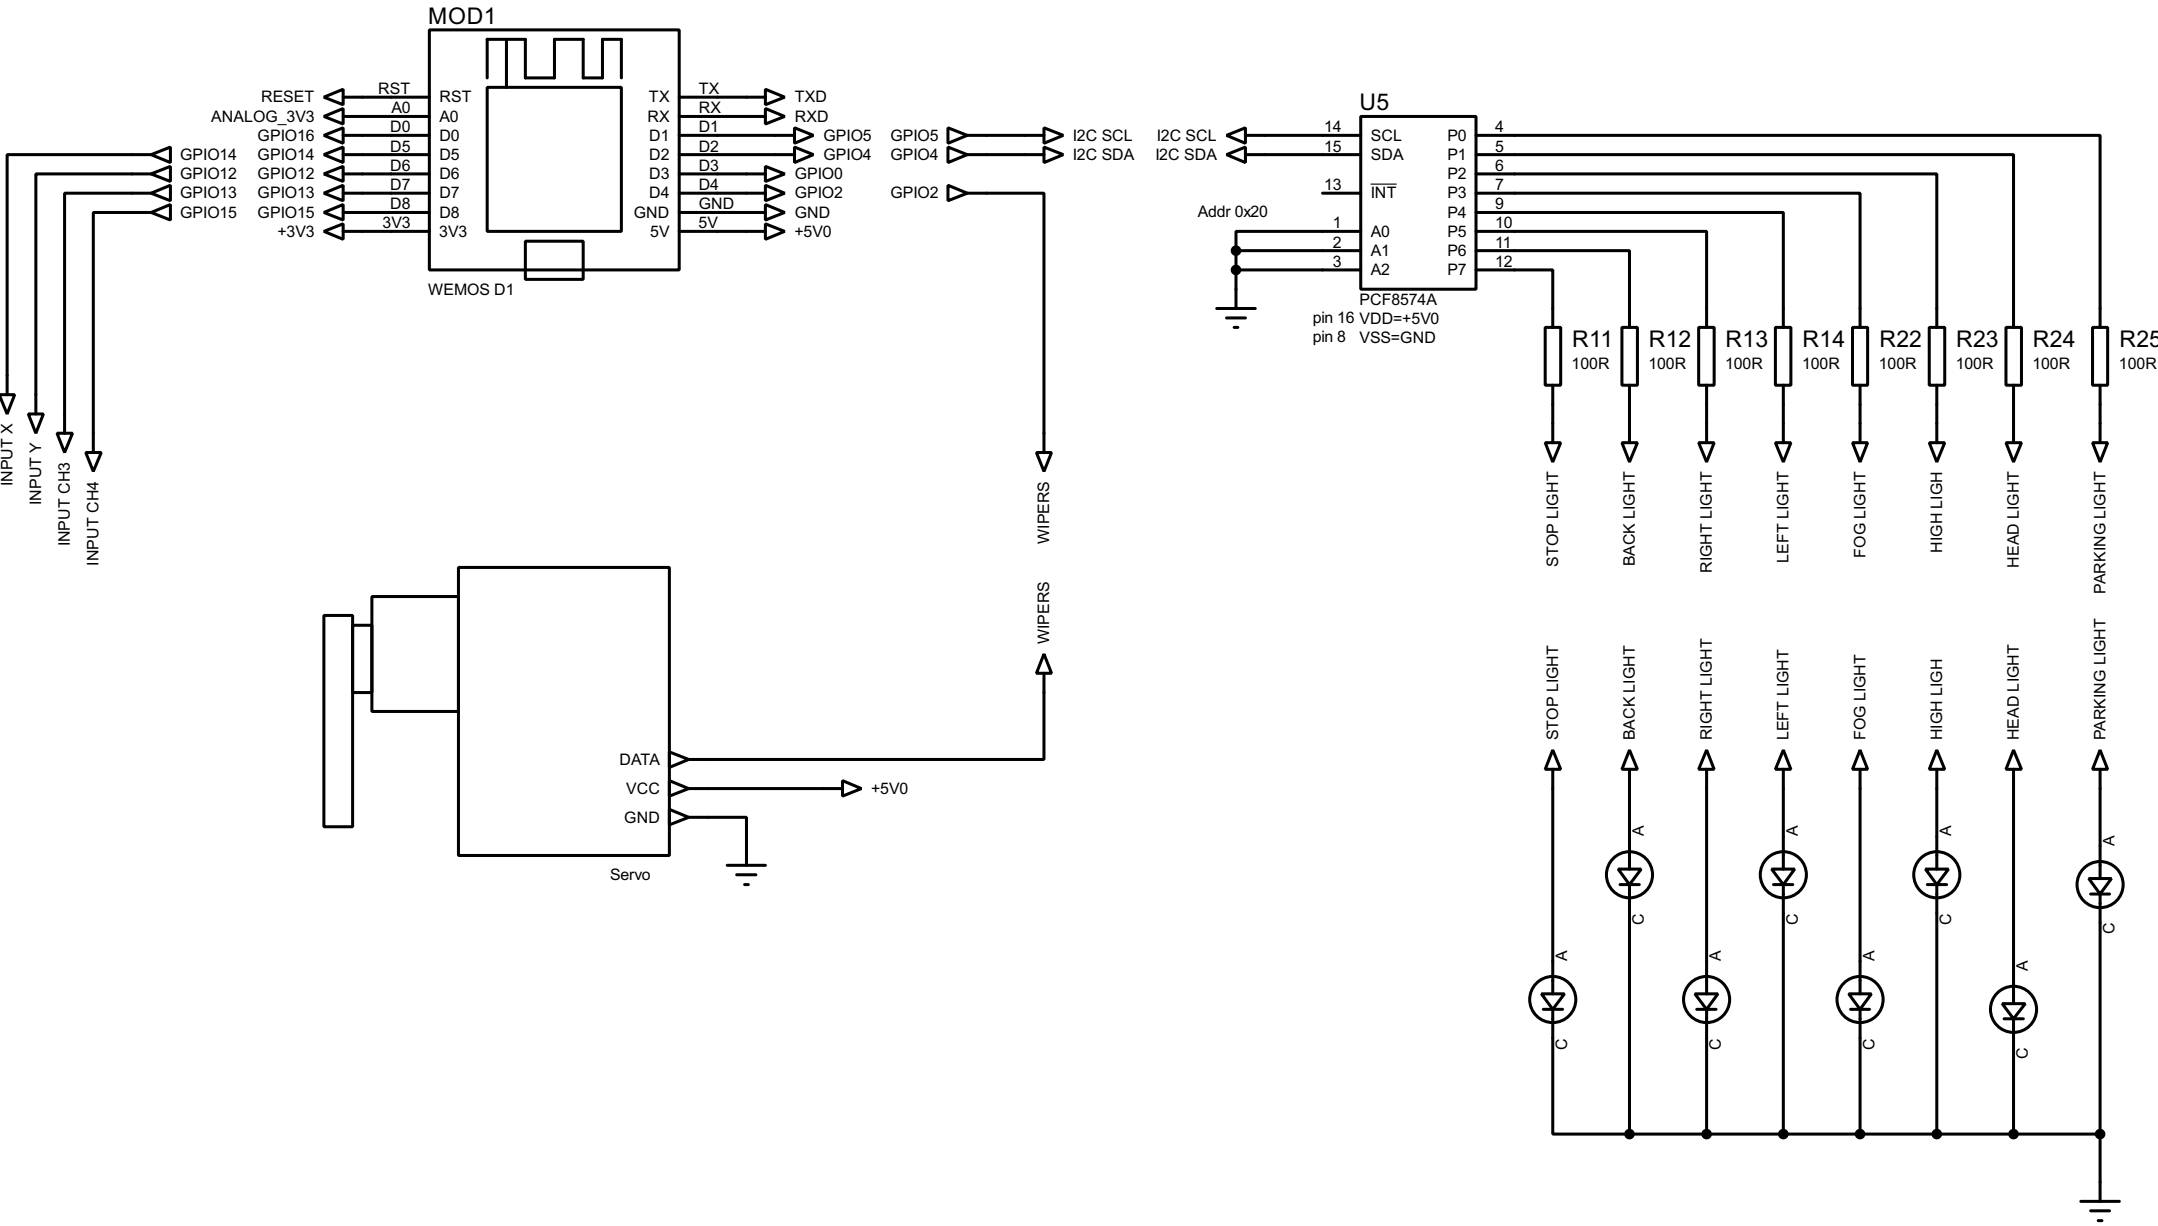 MOD1
RST
A0
D0
D5
D6
D7
D8
3V3
RST
A0
D0
D5
D6
D7
D8
3V3
RESET
ANALOG_3V3
GPIO16
GPIO14
GPIO12
GPIO13
GPIO15
+3V3
GPIO14
GPIO12
GPIO13
GPIO15
INPUT X
INPUT Y
INPUT CH3
INPUT CH4
TX
RX
D1
D2
D3
D4
GND
5V
TX
RX
D1
D2
D3
D4
GND
5V
TXD
RXD
GPIO5
GPIO4
GPIO0
GPIO2
GND
+5V0
WEMOS D1
GPIO5
GPIO4
GPIO2
I2C SCL
I2C SDA
WIPERS
WIPERS
DATA
VCC
GND
+5V0
Servo
I2C SCL
I2C SDA
U5
14
15
13
1
2
3
SCL
SDA
INT
A0
A1
A2
Addr 0x20
P0
P1
P2
P3
P4
P5
P6
P7
4
5
6
7
9
10
11
12
PCF8574A
pin 16 VDD=+5V0
pin 8 VSS=GND
R11
100R
R12
100R
R13
100R
R14
100R
R22
100R
R23
100R
R24
100R
R25
100R
STOP LIGHT
BACK LIGHT
RIGHT LIGHT
LEFT LIGHT
FOG LIGHT
HIGH LIGH
HEAD LIGHT
PARKING LIGHT
STOP LIGHT
BACK LIGHT
RIGHT LIGHT
LEFT LIGHT
FOG LIGHT
HIGH LIGH
HEAD LIGHT
PARKING LIGHT
A
C
A
C
A
C
A
C
A
C
A
C
A
C
A
C